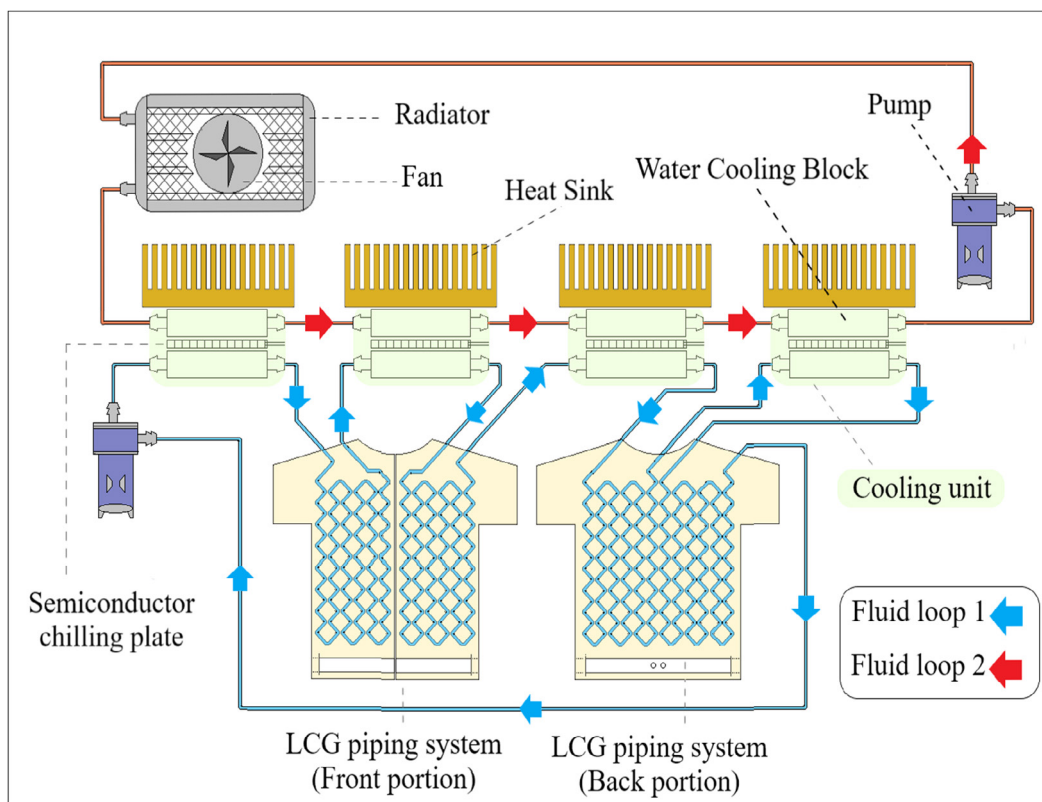 Radiator
Fan
Heat Sink
Water Cooling Block
Pump
Cooling unit
Semiconductor
chilling plate
Fluid loop 1
Fluid loop 2
LCG piping system
(Front portion)
LCG piping system
(Back portion)